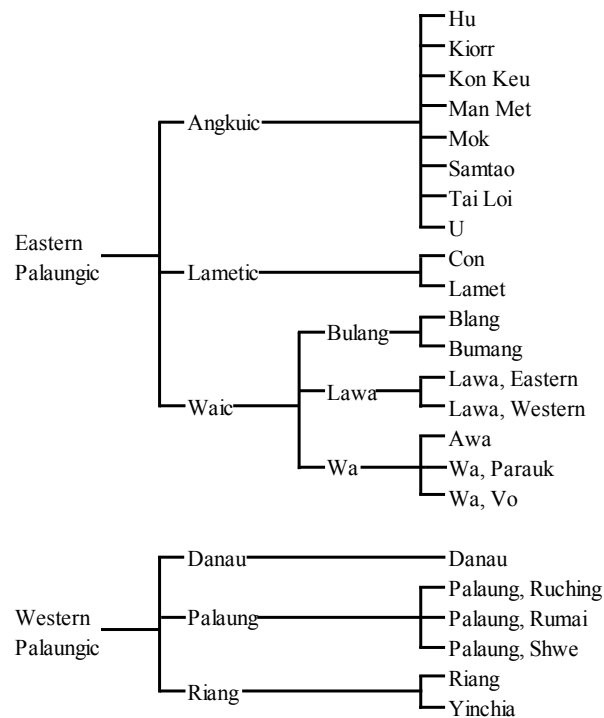 Hu
Kiorr
Kon Keu
Man Met
Angkuic
Mok
Samtao
Tai Loi
U
Eastern
Palaungic
Lametic
Con
Lamet
Waic
Bulang
Blang
Bumang
Lawa
Lawa, Eastern
Lawa, Western
Wa
Awa
Wa, Parauk
Wa, Vo
Western
Palaungic
Danau
Danau
Palaung
Palaung, Ruching
Palaung, Rumai
Palaung, Shwe
Riang
Riang
Yinchia